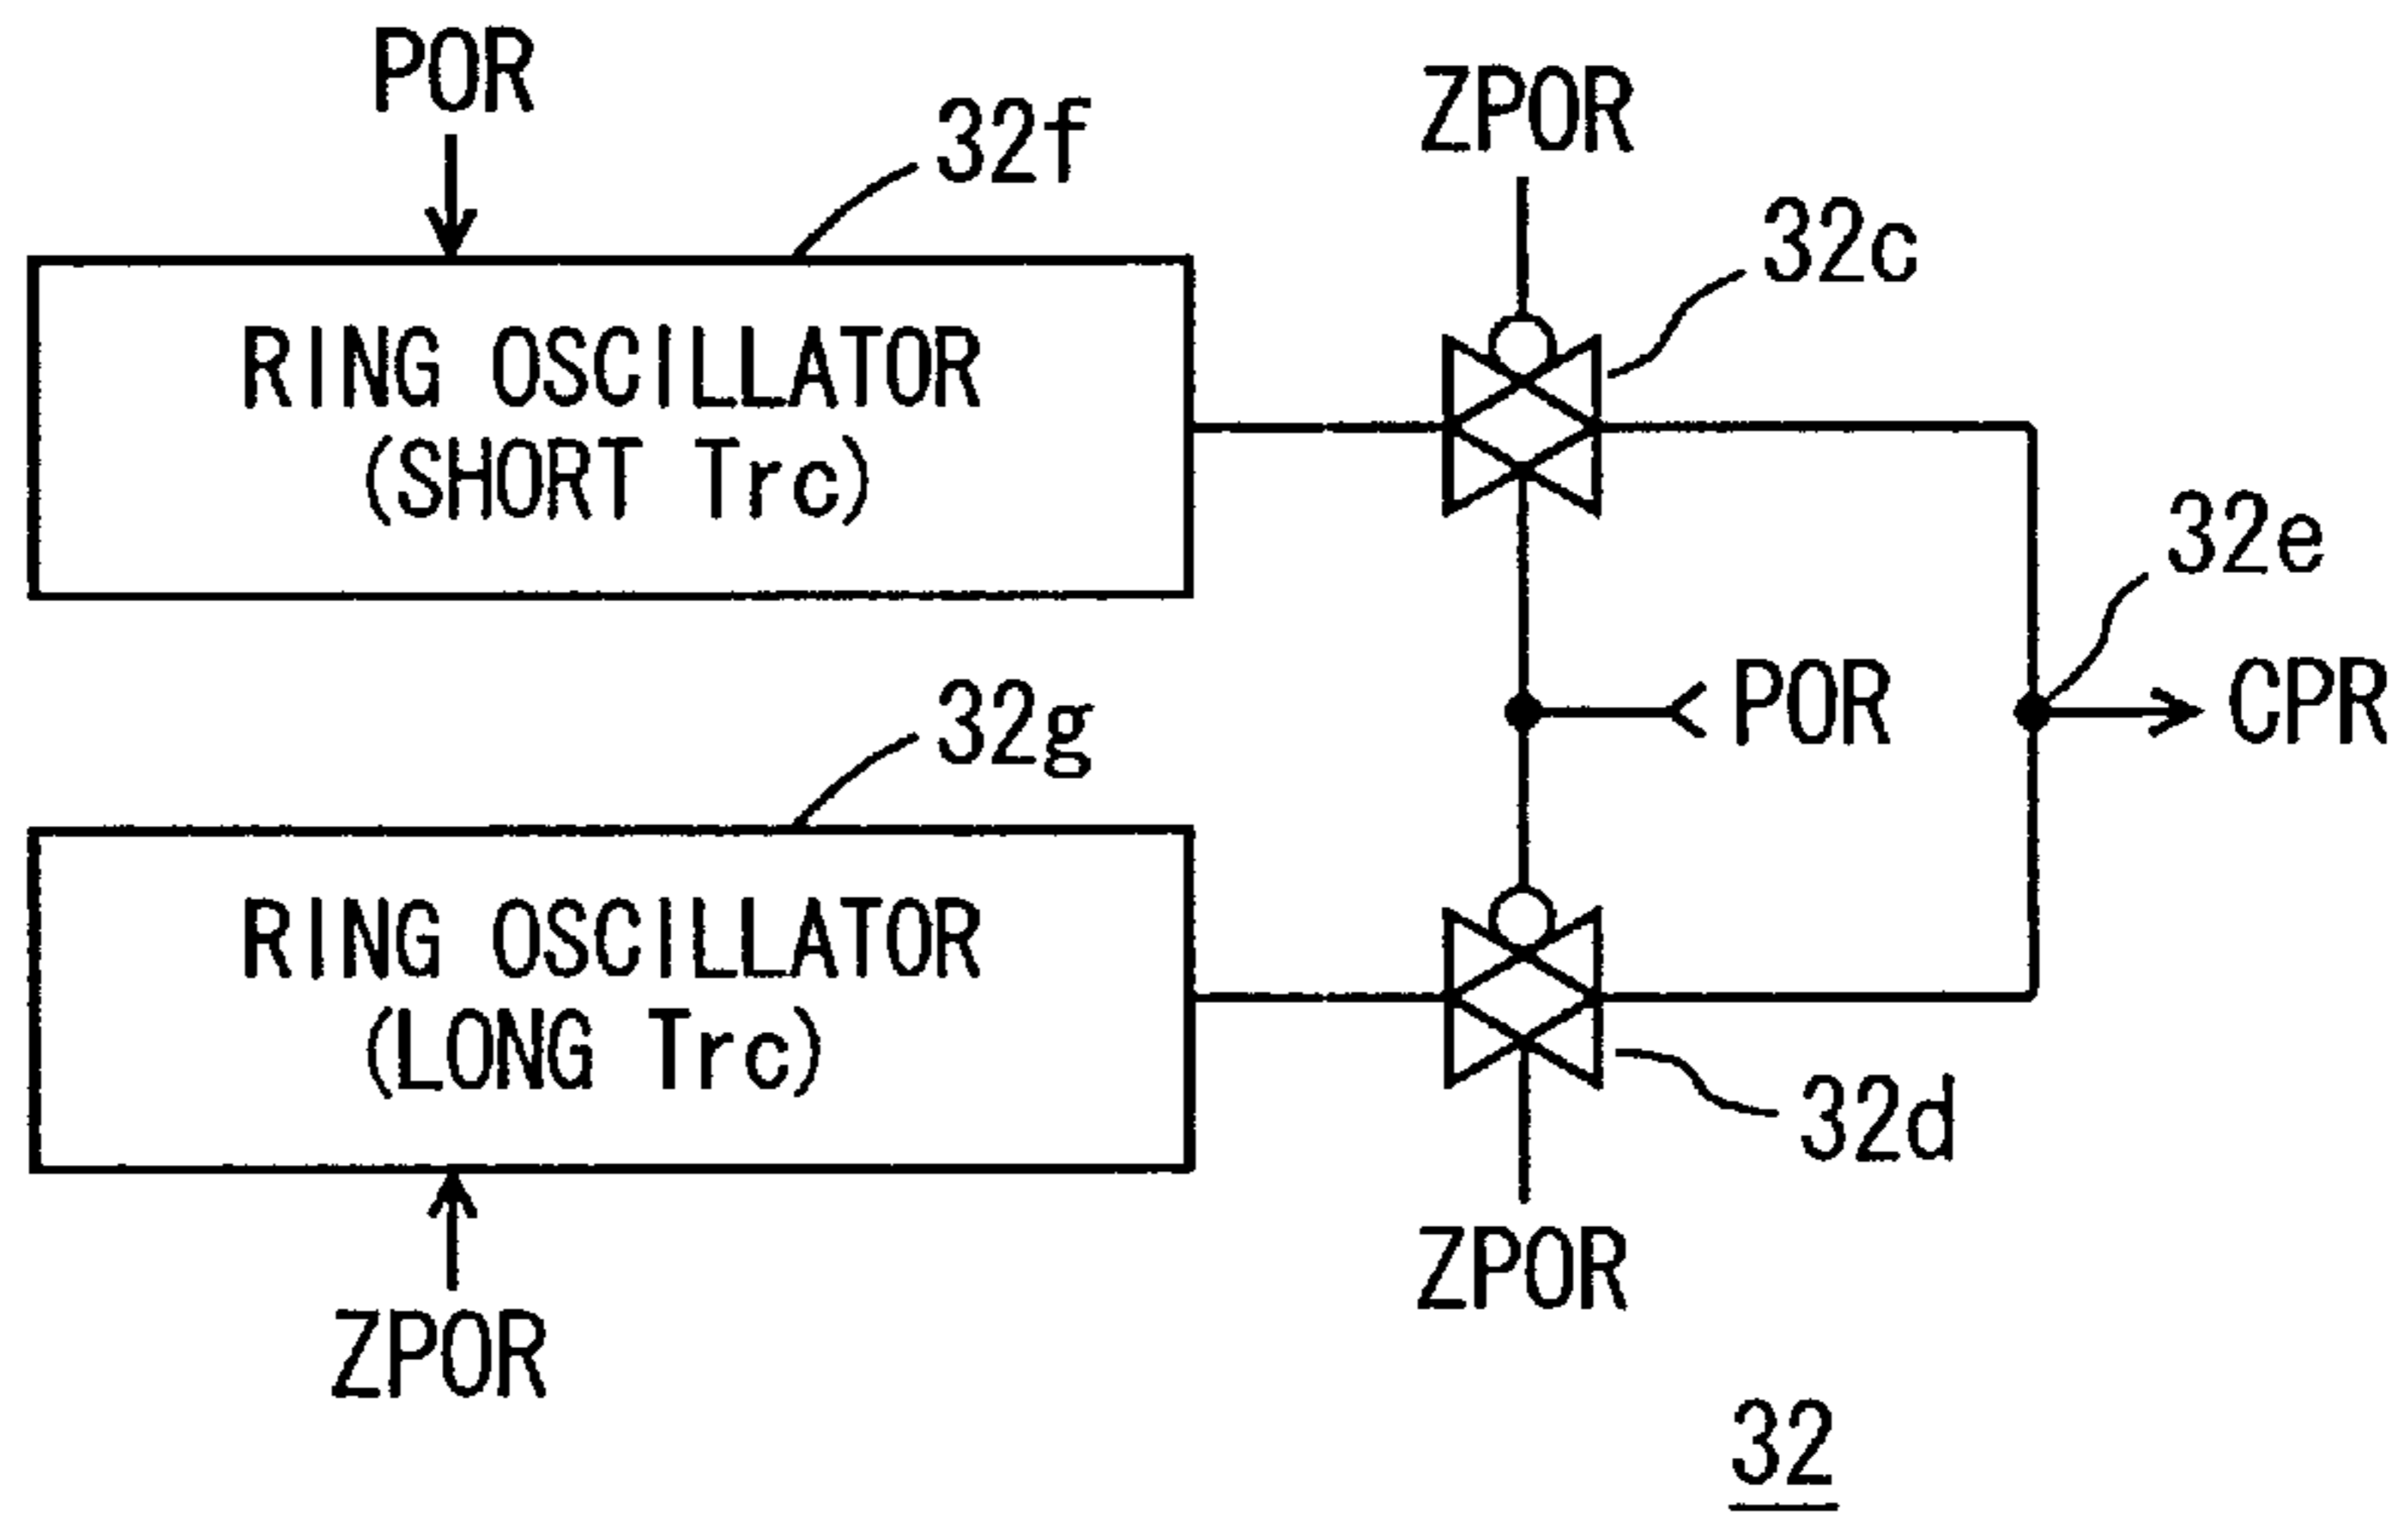 POR
ZPOR
32f
32c
RING OSCILLATOR
(SHORT Trc)
32e
POR
CPR
32g
RING OSCILLATOR
(LONG Trc)
32d
ZPOR
ZPOR
32